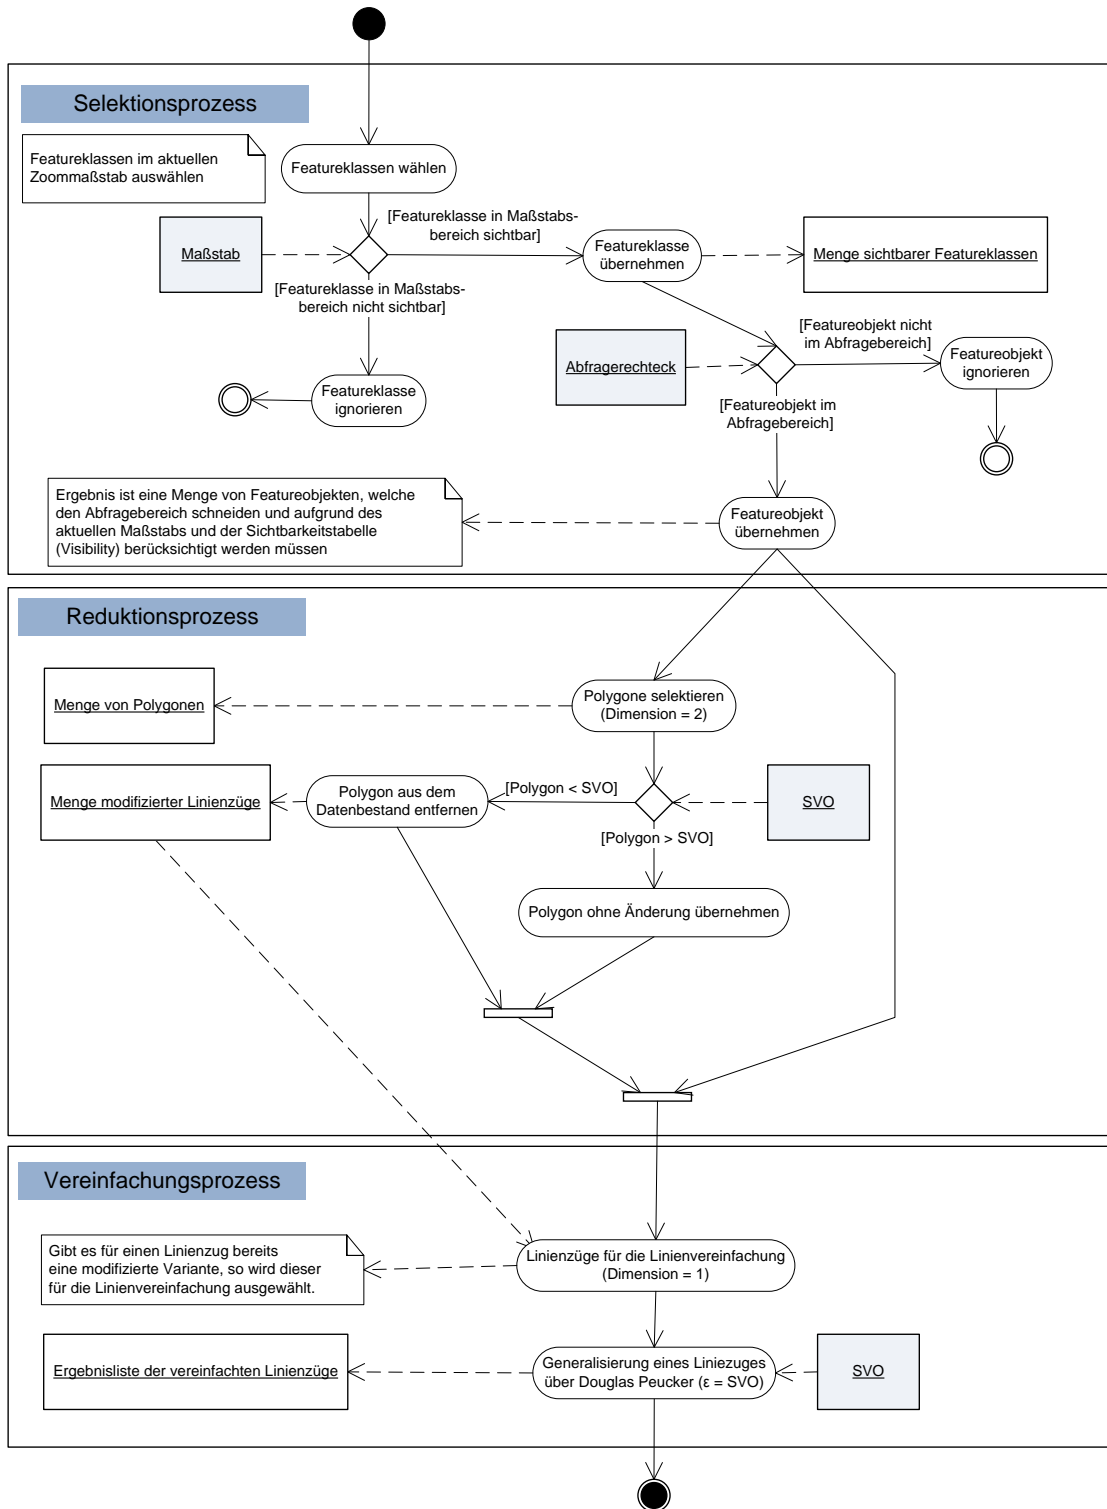 Selektionsprozess
Featureklassen im aktuellen
Zoommaßstab auswählen
Featureklassen wählen
[Featureklasse in Maßstabs-
bereich sichtbar]
Maßstab
Featureklasse
übernehmen
Menge sichtbarer Featureklassen
[Featureklasse in Maßstabs-
bereich nicht sichtbar]
[Featureobjekt nicht
im Abfragebereich]
Abfragerechteck
Featureobjekt
ignorieren
Featureklasse
ignorieren
[Featureobjekt im
Abfragebereich]
Ergebnis ist eine Menge von Featureobjekten, welche
den Abfragebereich schneiden und aufgrund des
aktuellen Maßstabs und der Sichtbarkeitstabelle
(Visibility) berücksichtigt werden müssen
Featureobjekt
übernehmen
Reduktionsprozess
Menge von Polygonen
Polygone selektieren
(Dimension = 2)
Menge modifizierter Linienzüge
Polygon aus dem
Datenbestand entfernen
[Polygon < SVO]
SVO
[Polygon > SVO]
Polygon ohne Änderung übernehmen
Vereinfachungsprozess
Gibt es für einen Linienzug bereits
eine modifizierte Variante, so wird dieser
für die Linienvereinfachung ausgewählt.
Linienzüge für die Linienvereinfachung
(Dimension = 1)
Ergebnisliste der vereinfachten Linienzüge
Generalisierung eines Liniezuges
über Douglas Peucker (ε = SVO)
SVO